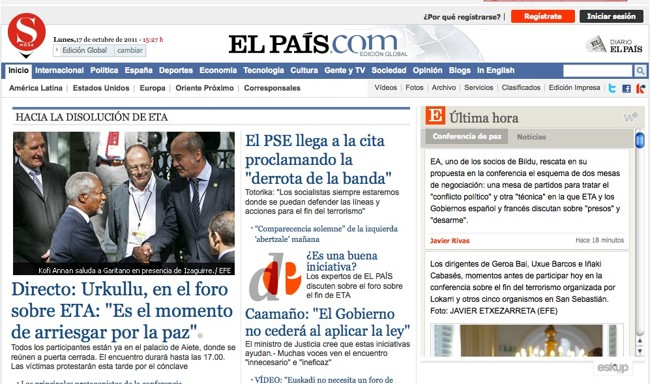 ¿Por qué registrarse?
Regístrate
Iniciar sesión
S
Lunes, 17 de octubre de 2011 - 15:27 h
Edición Global
cambiar
EL PAÍS.com
EDICIÓN GLOBAL
DIARIO
EL PAÍS
Inicio Internacional Política España Deportes Economía Tecnología Cultura Gente y TV Sociedad Opinión Blogs In English
América Latina Estados Unidos Europa Oriente Próximo Corresponsales
Vídeos Fotos Archivo Servicios Clasificados Edición Impresa
HACIA LA DISOLUCIÓN DE ETA
Kofi Annan saluda a Garitano en presencia de Izaguirre./ EFE
Directo: Urkullu, en el foro
sobre ETA: "Es el momento
de arriesgar por la paz"
Todos los participantes ya están en el palacio de Aiete, donde se
reúnen a puerta cerrada. El encuentro durará hasta las 17.00.
Las víctimas protestarán esta tarde por el cónclave
Los principales protagonistas de la conferencia
El PSE llega a la cita
proclamando la
"derrota de la banda"
Totorika: "Los socialistas siempre estaremos
donde se puedan defender las líneas y
acciones para el fin del terrorismo"
"Comparecencia solemne" de la izquierda
'abertzale' mañana
¿Es una buena
iniciativa?
Los expertos de EL PAÍS
discuten sobre el foro sobre
el fin de ETA
Caamaño: "El Gobierno
no cederá al aplicar la ley"
El ministro de Justicia cree que estas iniciativas
ayudan.- Muchas voces ven el encuentro
"innecesario" e "ineficaz"
VÍDEO: "Euskadi no necesita un foro de
E Última hora
Conferencia de paz
Noticias
EA, uno de los socios de Bildu, rescata en su
propuesta en la conferencia el esquema de dos mesas
de negociación: una mesa de partidos para tratar el
"conflicto político" y otra "técnica" en la que ETA y los
Gobiernos español y francés discutan sobre "presos" y
"desarme".
Javier Rivas
Hace 18 minutos
Los dirigentes de Geroa Bai, Uxue Barcos e Iñaki
Cabasés, momentos antes de participar hoy en la
conferencia sobre el fin del terrorismo organizada por
Lokarri y otros cinco organismos en San Sebastián.
Foto: JAVIER ETXEZARRETA (EFE)
eskup